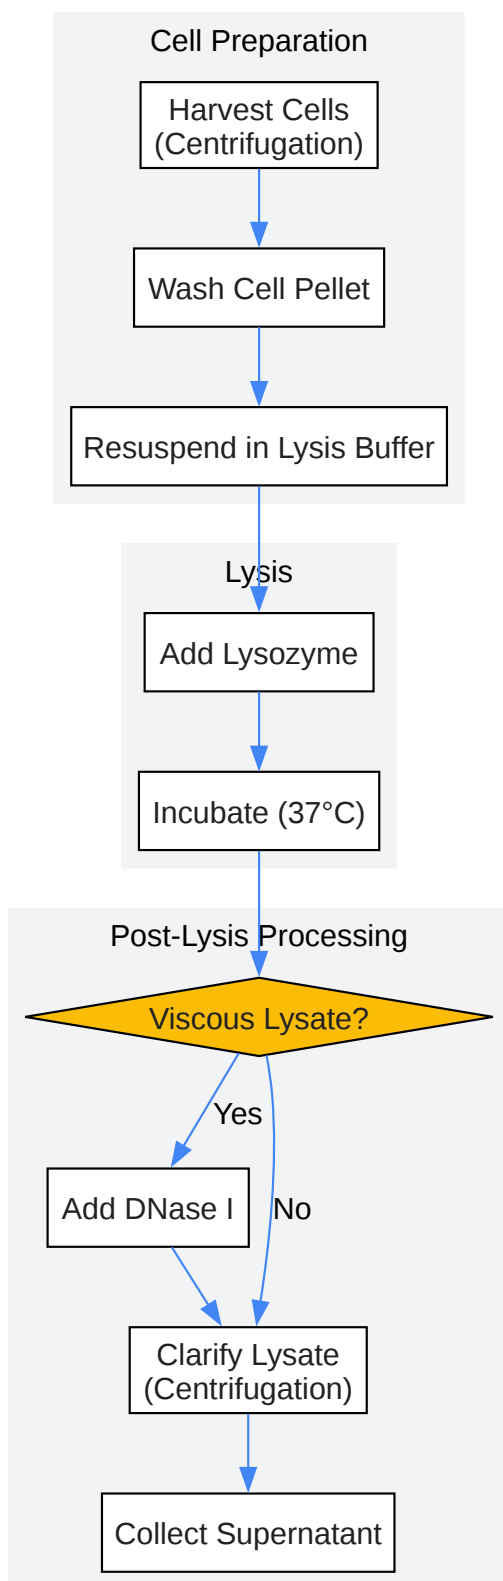 Cell Preparation
Harvest Cells
(Centrifugation)
Wash Cell Pellet
Resuspend in Lysis Buffer
Lysis
Add Lysozyme
Incubate (37°C)
Post-Lysis Processing
Viscous Lysate?
Yes
Add DNase I
No
Clarify Lysate
(Centrifugation)
Collect Supernatant